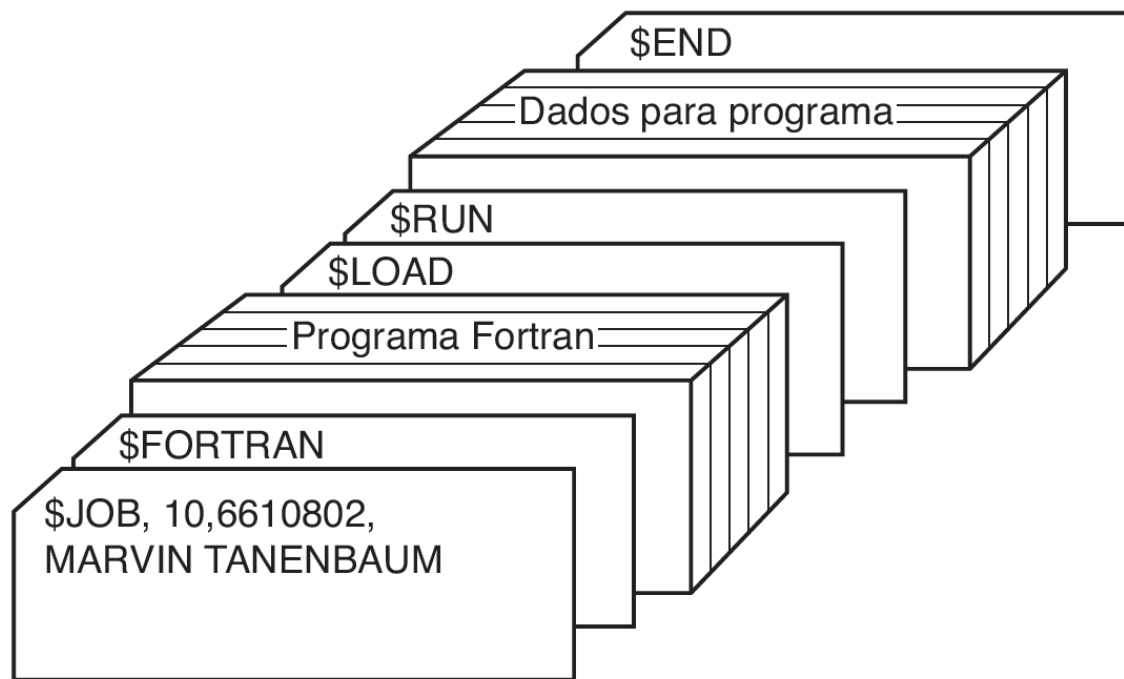 $END
Dados para programa
$RUN
$LOAD
Programa Fortran
$FORTRAN
$JOB, 10,6610802,
MARVIN TANENBAUM